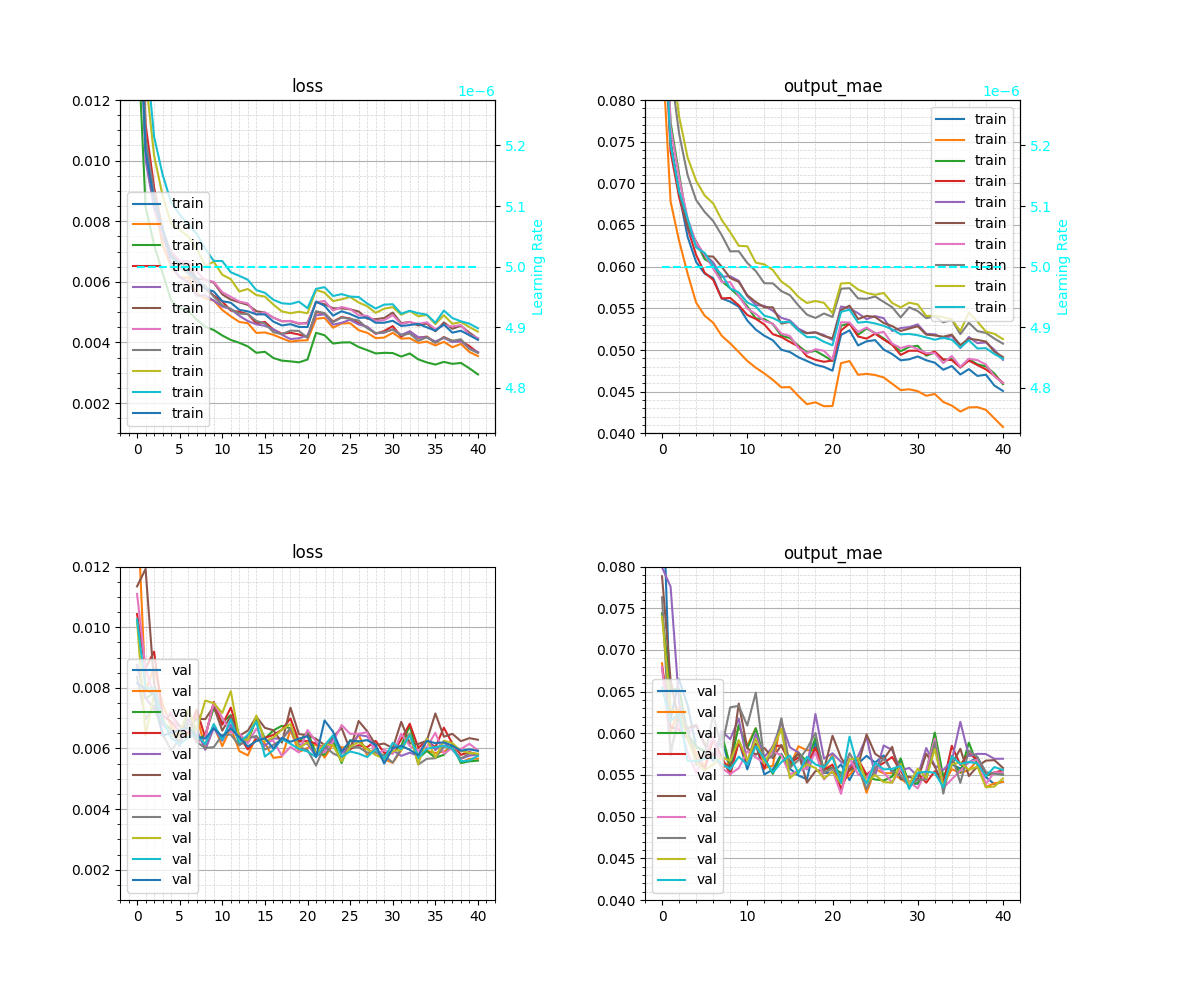 loss
1e−6
0.012
0.010
0.008
0.006
0.004
0.002
0
5
10
15
20
25
30
35
40
5.2
5.1
5.0
4.9
4.8
Learning Rate
train
train
train
train
train
train
train
train
train
train
train
output_mae
1e−6
0.080
0.075
0.070
0.065
0.060
0.055
0.050
0.045
0.040
0
10
20
30
40
5.2
5.1
5.0
4.9
4.8
Learning Rate
train
train
train
train
train
train
train
train
train
train
loss
0.012
0.010
0.008
0.006
0.004
0.002
0
5
10
15
20
25
30
35
40
val
val
val
val
val
val
val
val
val
val
val
output_mae
0.080
0.075
0.070
0.065
0.060
0.055
0.050
0.045
0.040
0
10
20
30
40
val
val
val
val
val
val
val
val
val
val